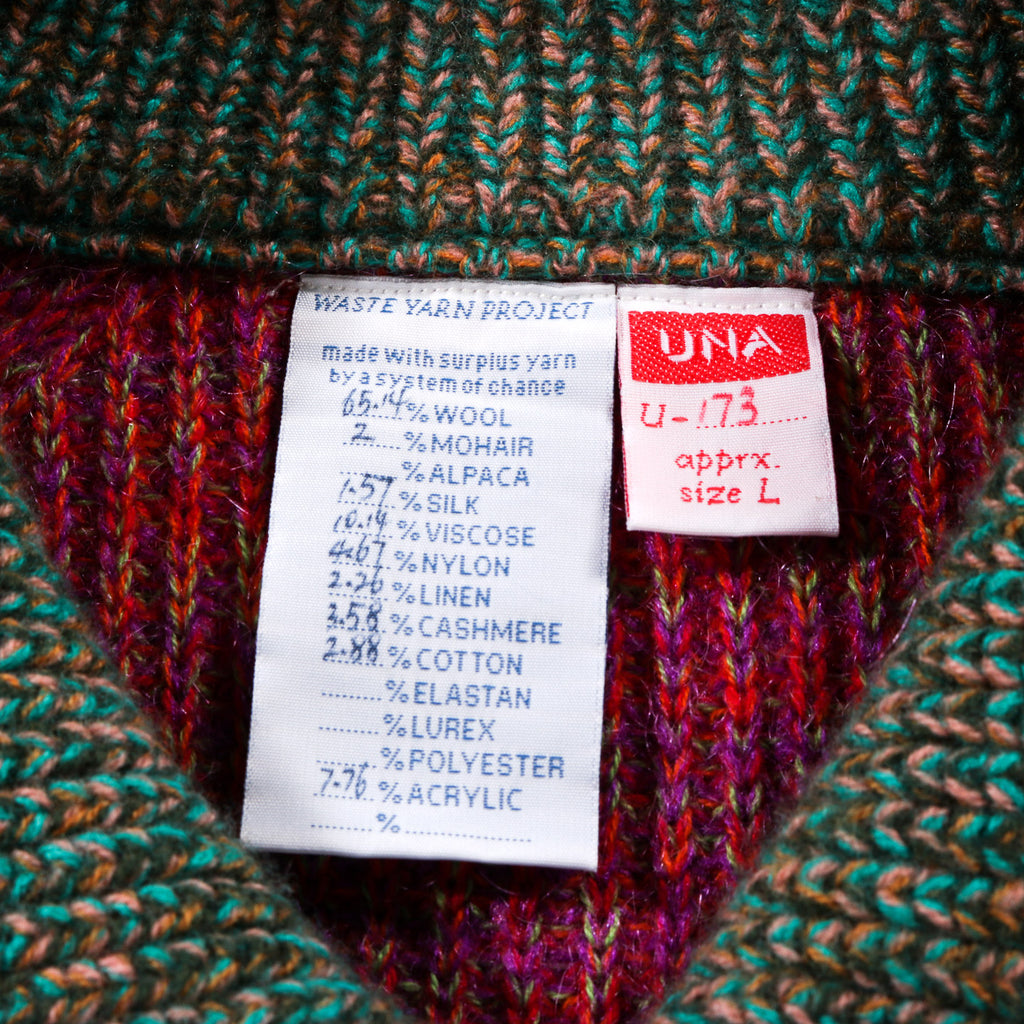 WASTE YARN PROJECT
made with surplus yarn
by a system of chance
65.14% WOOL
2 % MOHAIR
% ALPACA
1.57 % SILK
10.14 % VISCOSE
4.67 % NYLON
2.26 % LINEN
3.58 % CASHMERE
2.88 % COTTON
% ELASTAN
% LUREX
% POLYESTER
7.76 % ACRYLIC
%
UNA
U-173
apprx.
size L